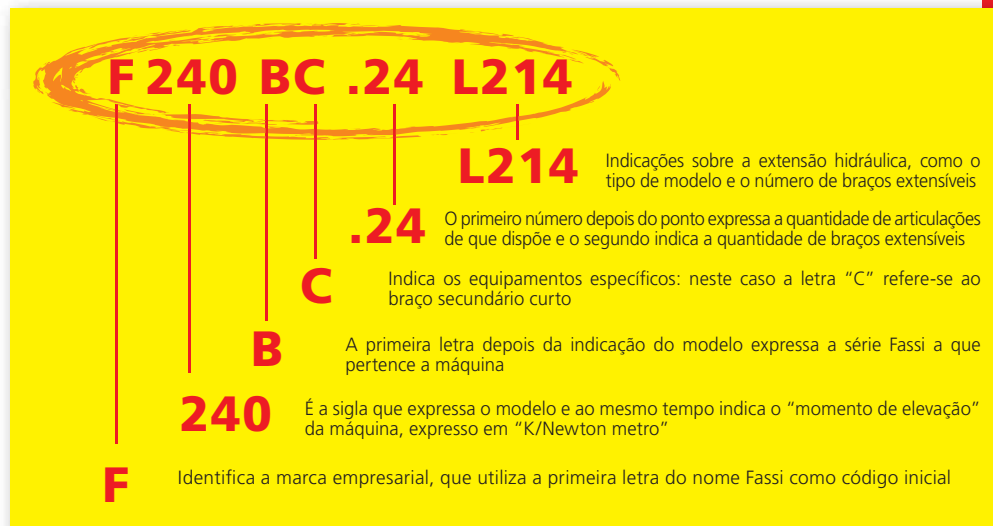 F 240 BC .24 L214
L214
Indicações sobre a extensão hidráulica, como o
tipo de modelo e o número de braços extensíveis
.24
O primeiro número depois do ponto expressa a quantidade de articulações
de que dispõe e o segundo indica a quantidade de braços extensíveis
C
Indica os equipamentos específicos: neste caso a letra “C” refere-se ao
braço secundário curto
B
A primeira letra depois da indicação do modelo expressa a série Fassi a que
pertence a máquina
240
É a sigla que expressa o modelo e ao mesmo tempo indica o “momento de elevação”
da máquina, expresso em “K/Newton metro”
F
Identifica a marca empresarial, que utiliza a primeira letra do nome Fassi como código inicial